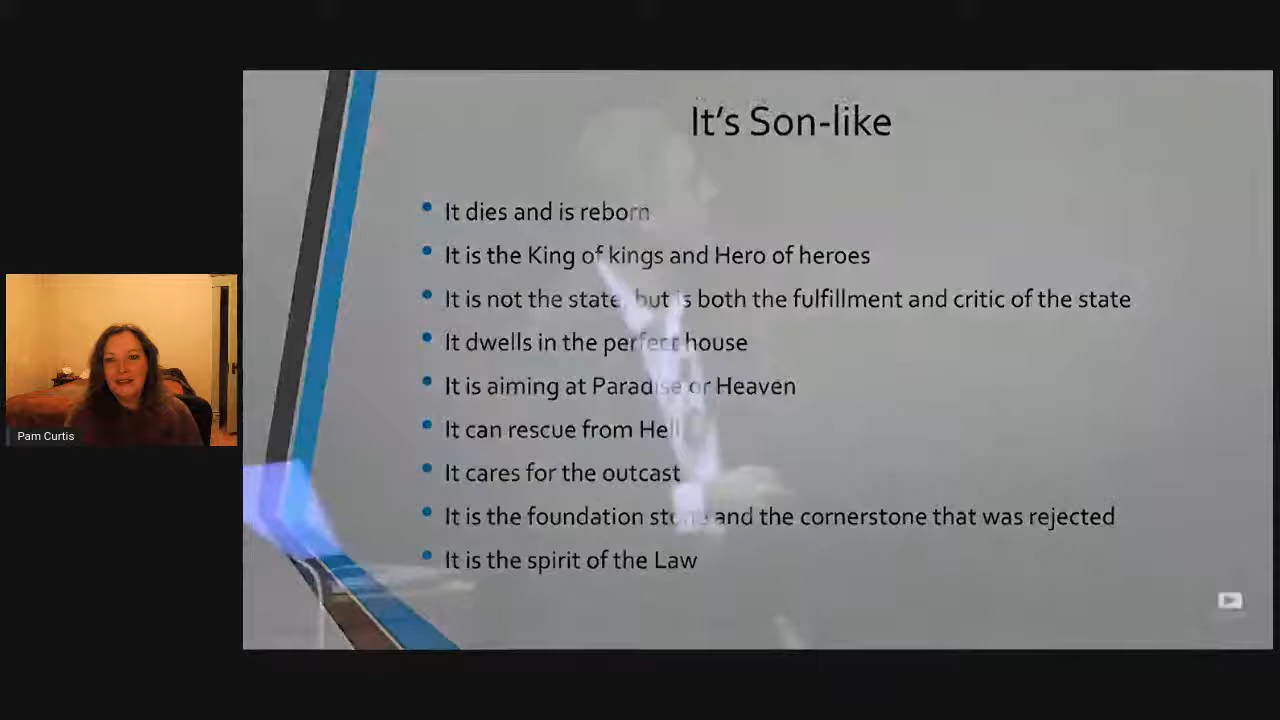 It's Son-like
• It dies and is reborn
• It is the King of kings and Hero of heroes
• It is not the state, but is both the fulfillment and critic of the state
• It dwells in the perfect house
• It is aiming at Paradise or Heaven
• It can rescue from Hell
• It cares for the outcast
• It is the foundation stone and the cornerstone that was rejected
• It is the spirit of the Law
Pam Curtis